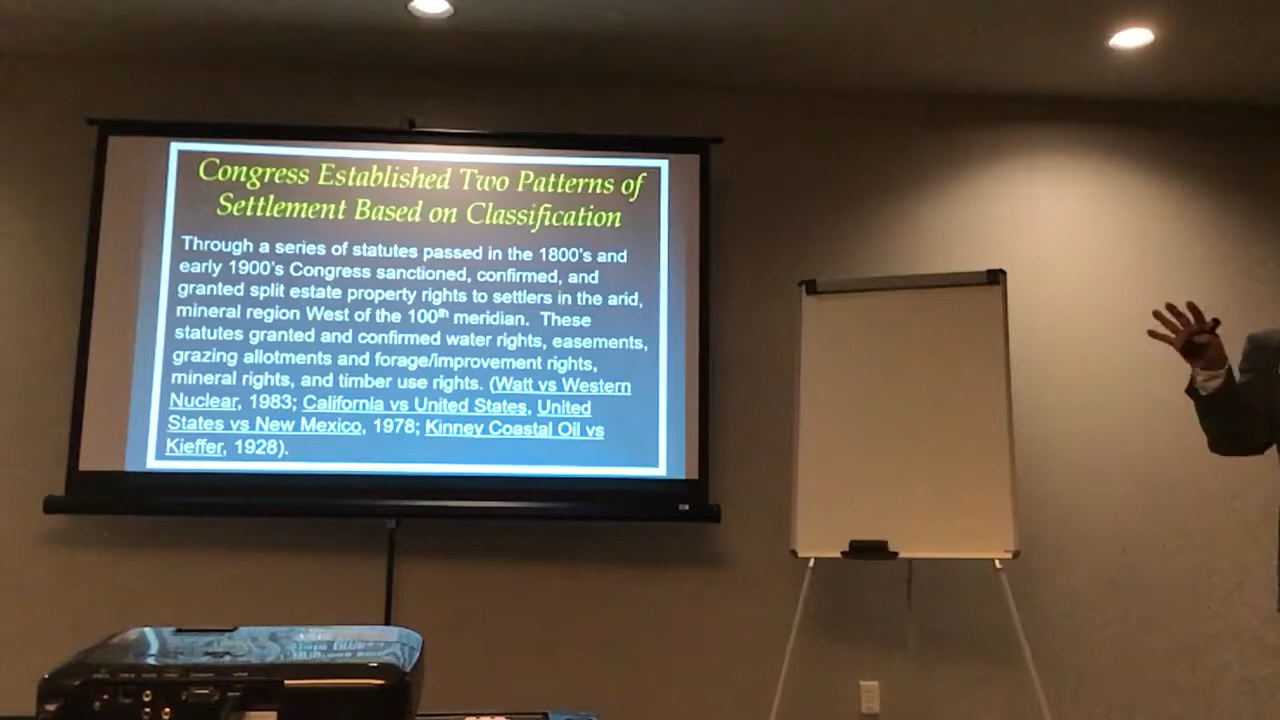 Congress Established Two Patterns of
Settlement Based on Classification
Through a series of statutes passed in the 1800's and
early 1900's Congress sanctioned, confirmed, and
granted split estate property rights to settlers in the arid,
mineral region West of the 100th meridian. These
statutes granted and confirmed water rights, easements,
grazing allotments and forage/improvement rights,
mineral rights, and timber use rights. (Watt vs Western
Nuclear, 1983; California vs United States, United
States vs New Mexico, 1978; Kinney Coastal Oil vs
Kieffer, 1928).